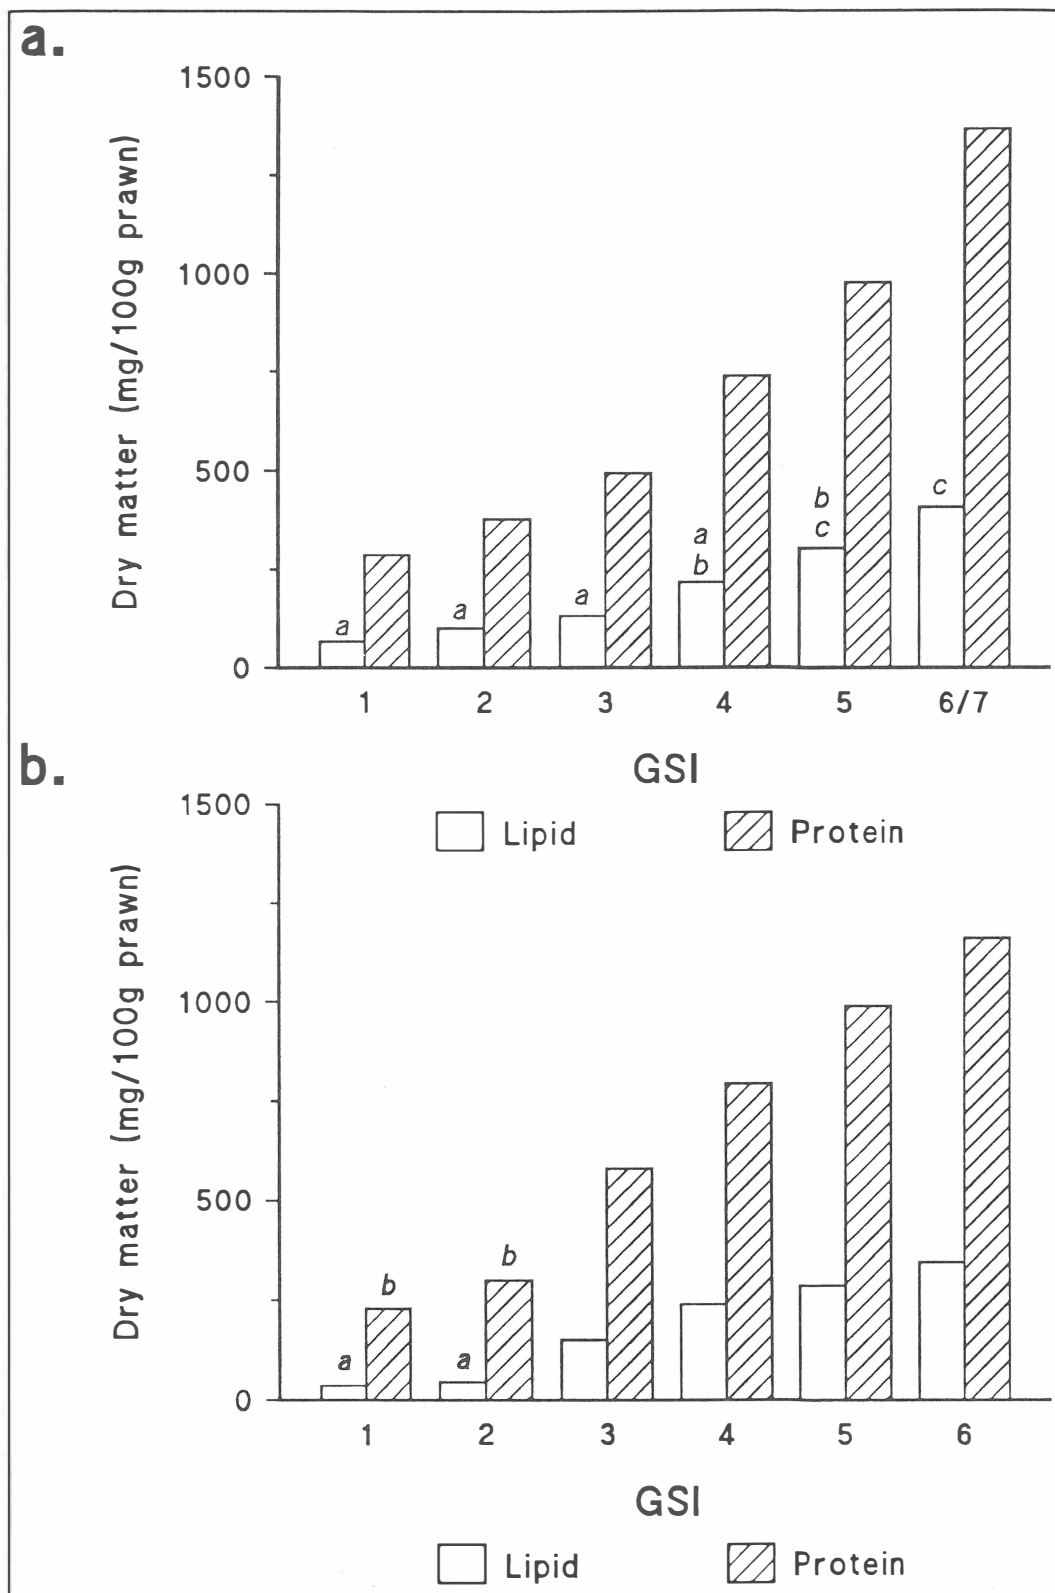 a.
1500
1000
500
0
Dry matter (mg/100g prawn)
a
a
a
a
b
b
c
c
1 2 3 4 5 6/7
GSI
Lipid Protein
b.
1500
1000
500
0
Dry matter (mg/100g prawn)
a
b
a
b
1 2 3 4 5 6
GSI
Lipid Protein